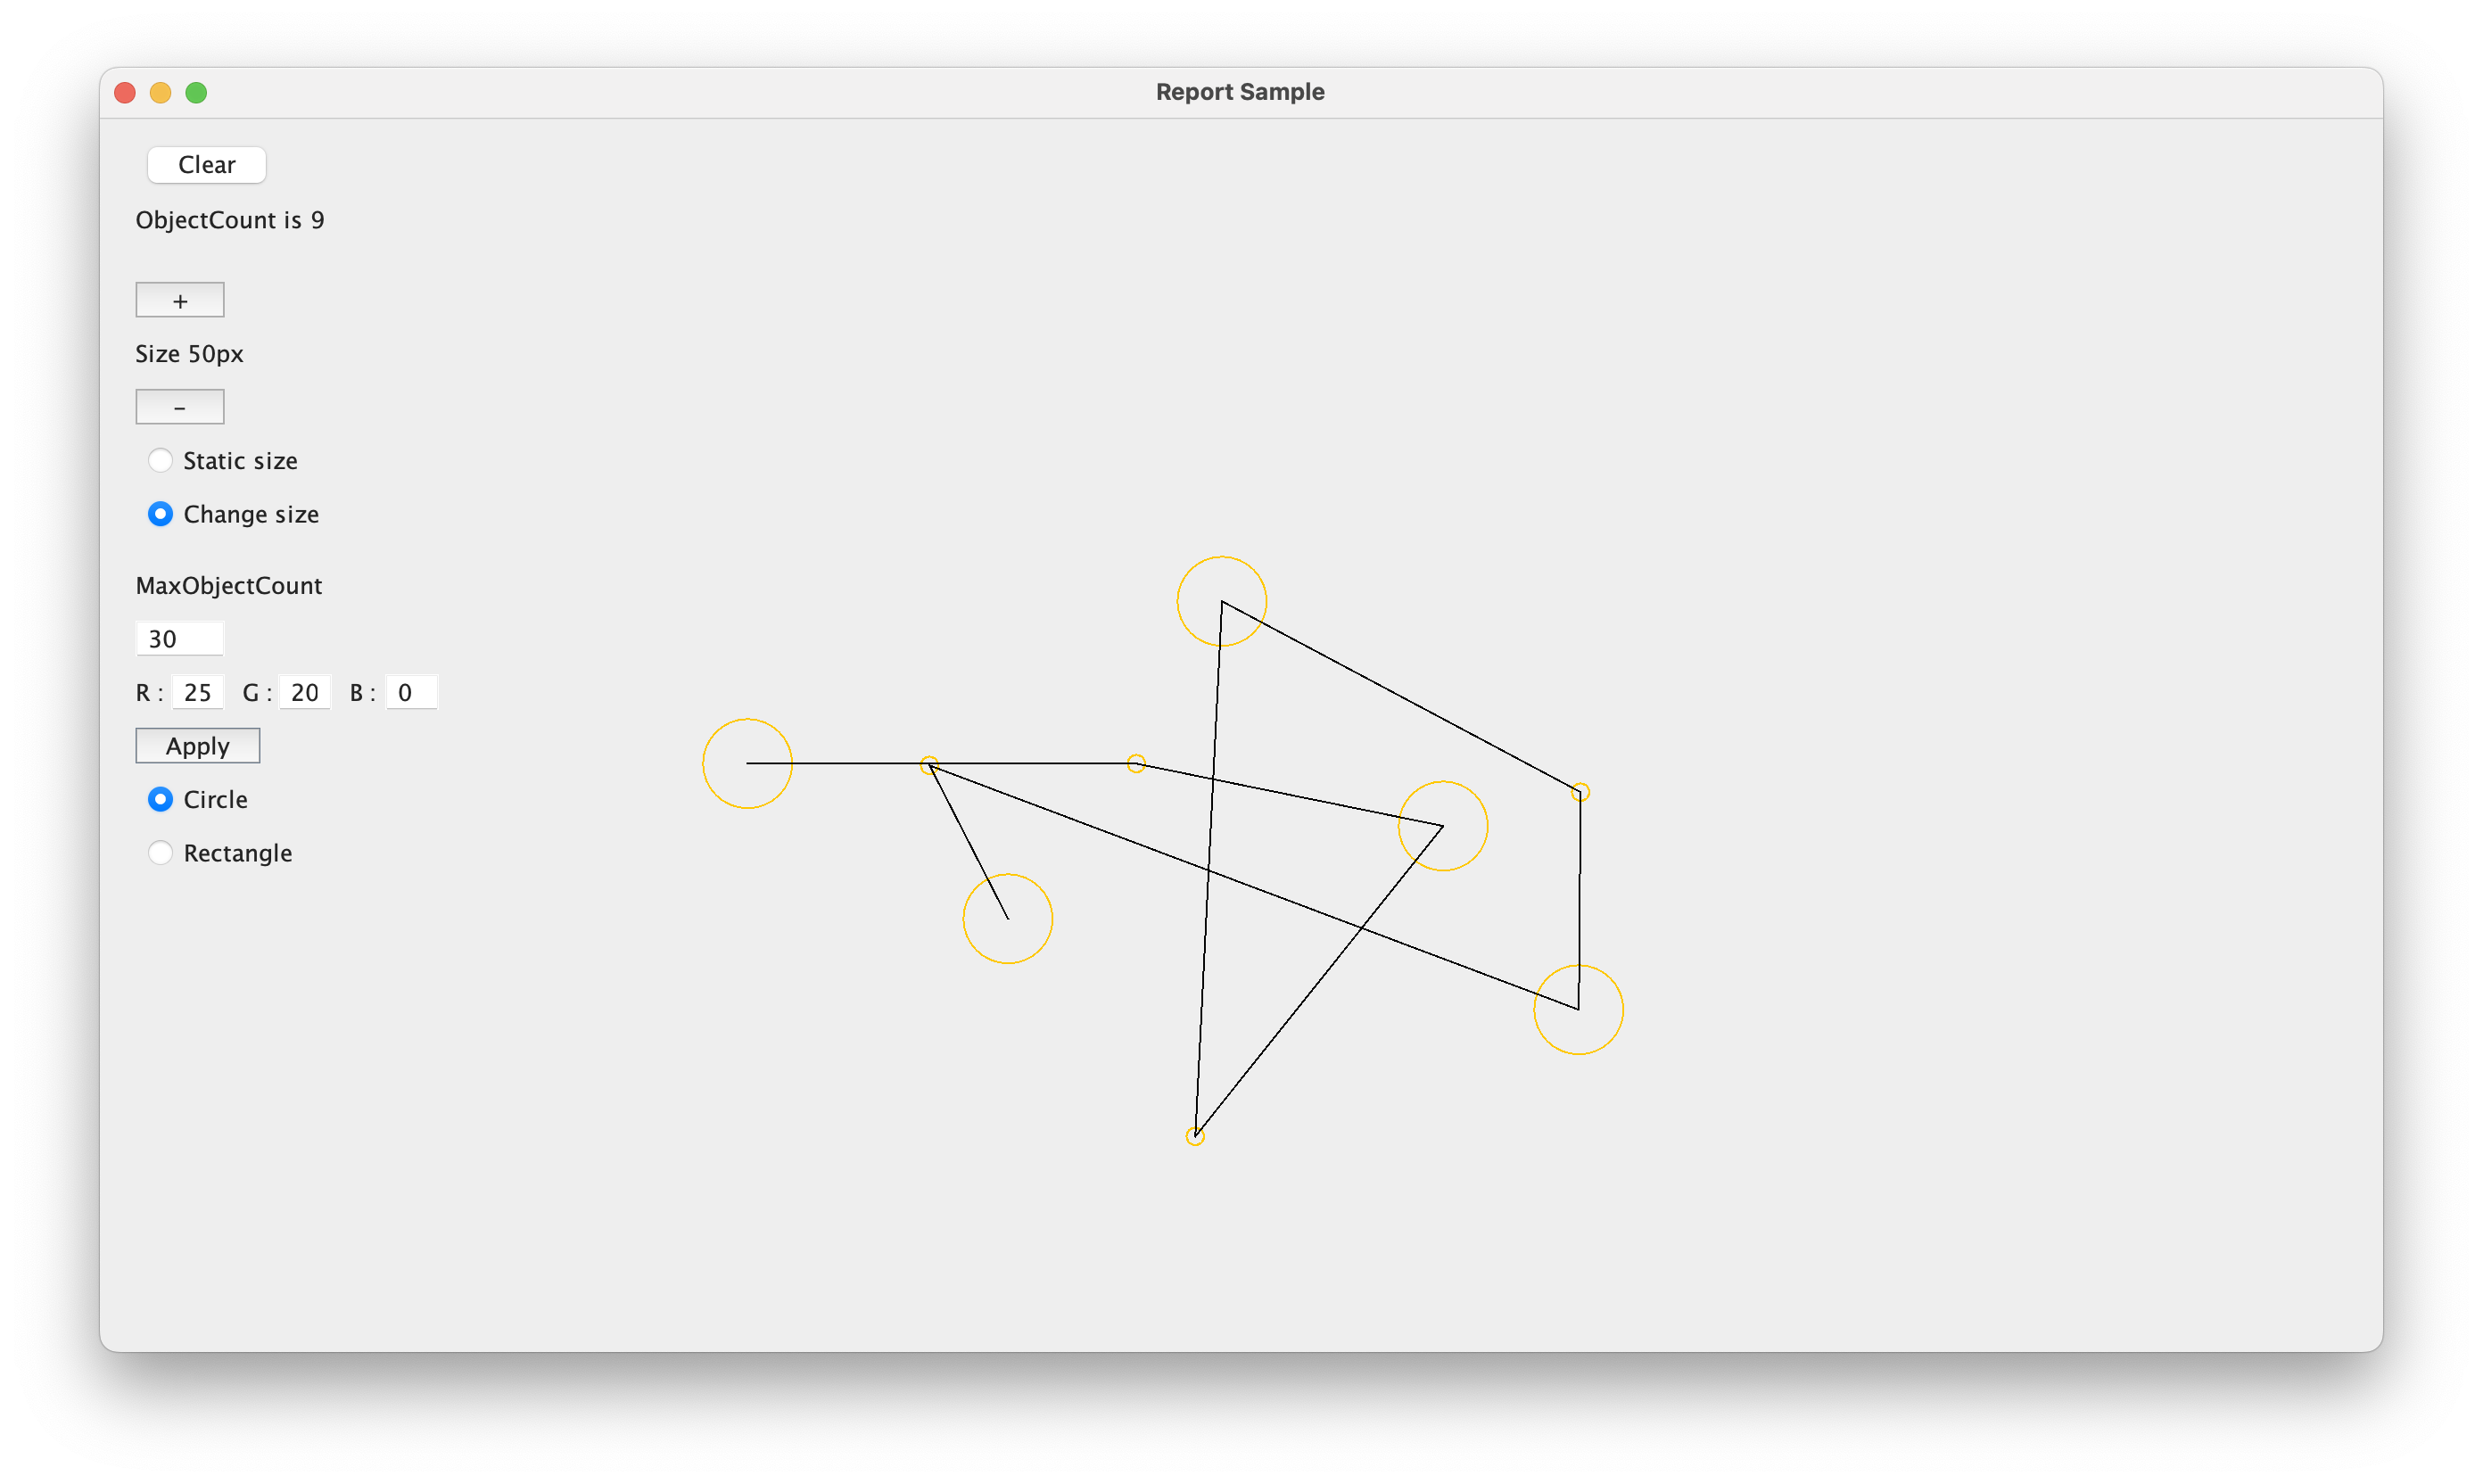 Report Sample
Clear
ObjectCount is 9
+
Size 50px
-
Static size
Change size
MaxObjectCount
30
R : 25 G : 20 B : 0
Apply
Circle
Rectangle